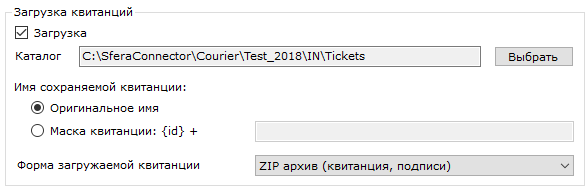 Загрузка квитанций
Загрузка
Каталог C:\SferaConnector\Courier\Test_2018\IN\Tickets Выбрать
Имя сохраняемой квитанции:
Оригинальное имя
Маска квитанции: {id} +
Форма загружаемой квитанции ZIP архив (квитанция, подписи)